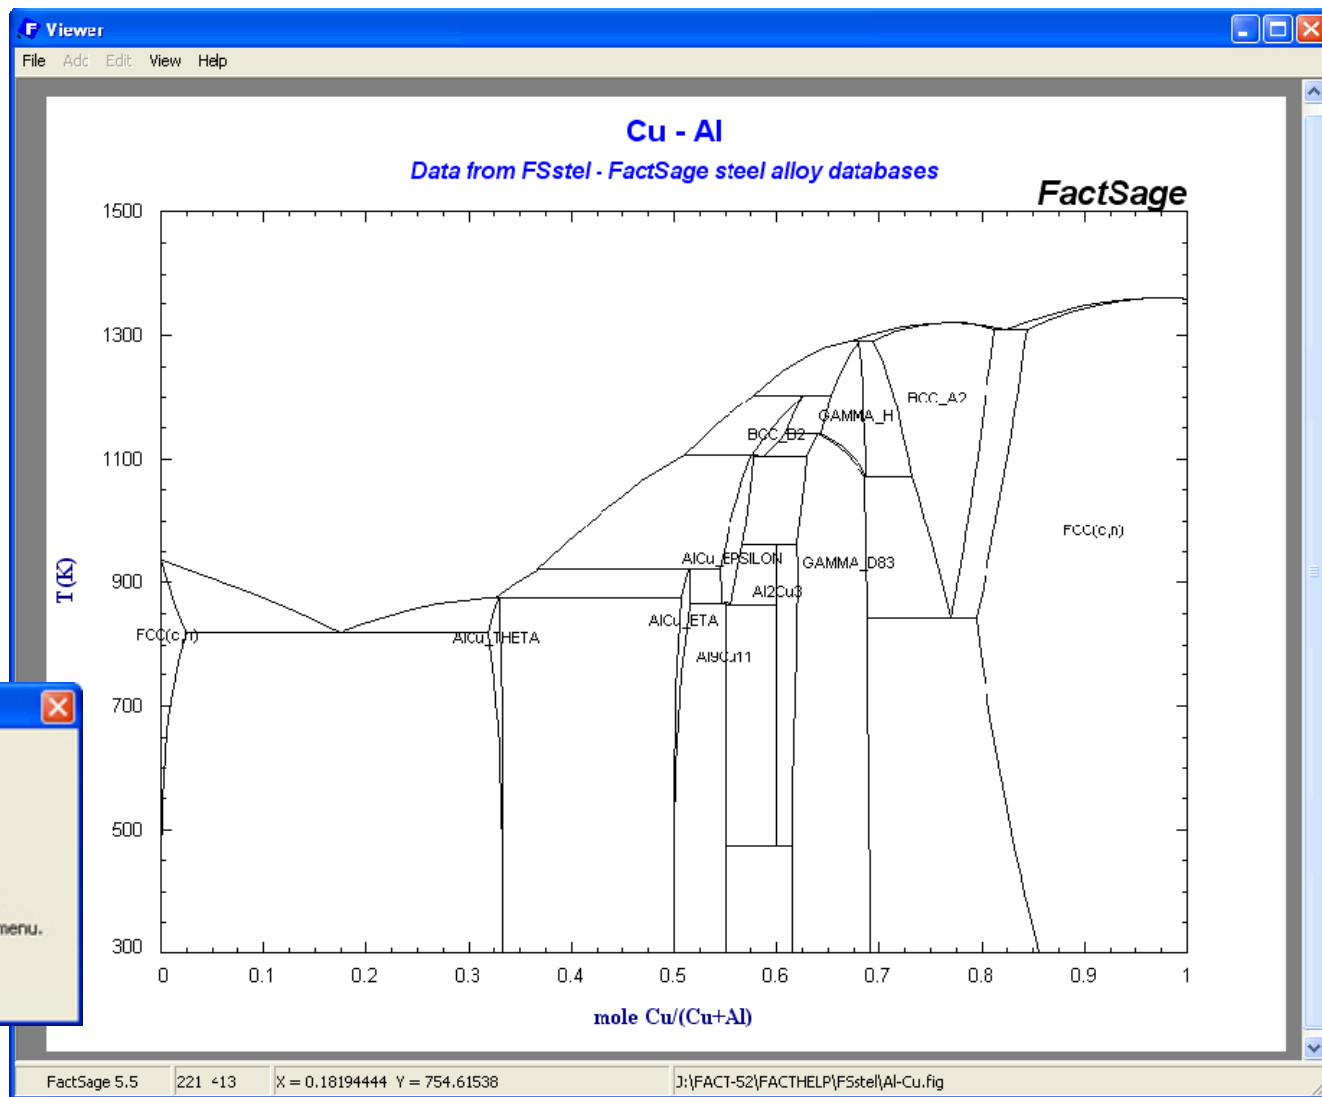 Viewer
File Add Edit View Help
Cu - Al
Data from FSstel - FactSage steel alloy databases
FactSage
1500
1300
1100
900
700
500
300
T(K)
BCC_A2
GAMMA_H
BCC_B2
FCC(c,n)
AlCu_EPSILON
GAMMA_D83
Al2Cu3
AlCu_ETA
FCC(c,n)
AlCu_THETA
Al9Cu11
0 0.1 0.2 0.3 0.4 0.5 0.6 0.7 0.8 0.9 1
mole Cu/(Cu+Al)
menu.
FactSage 5.5 221 413 X = 0.18194444 Y = 754.61538 J:\FACT-52\FACTHELP\FSstel\Al-Cu.fig